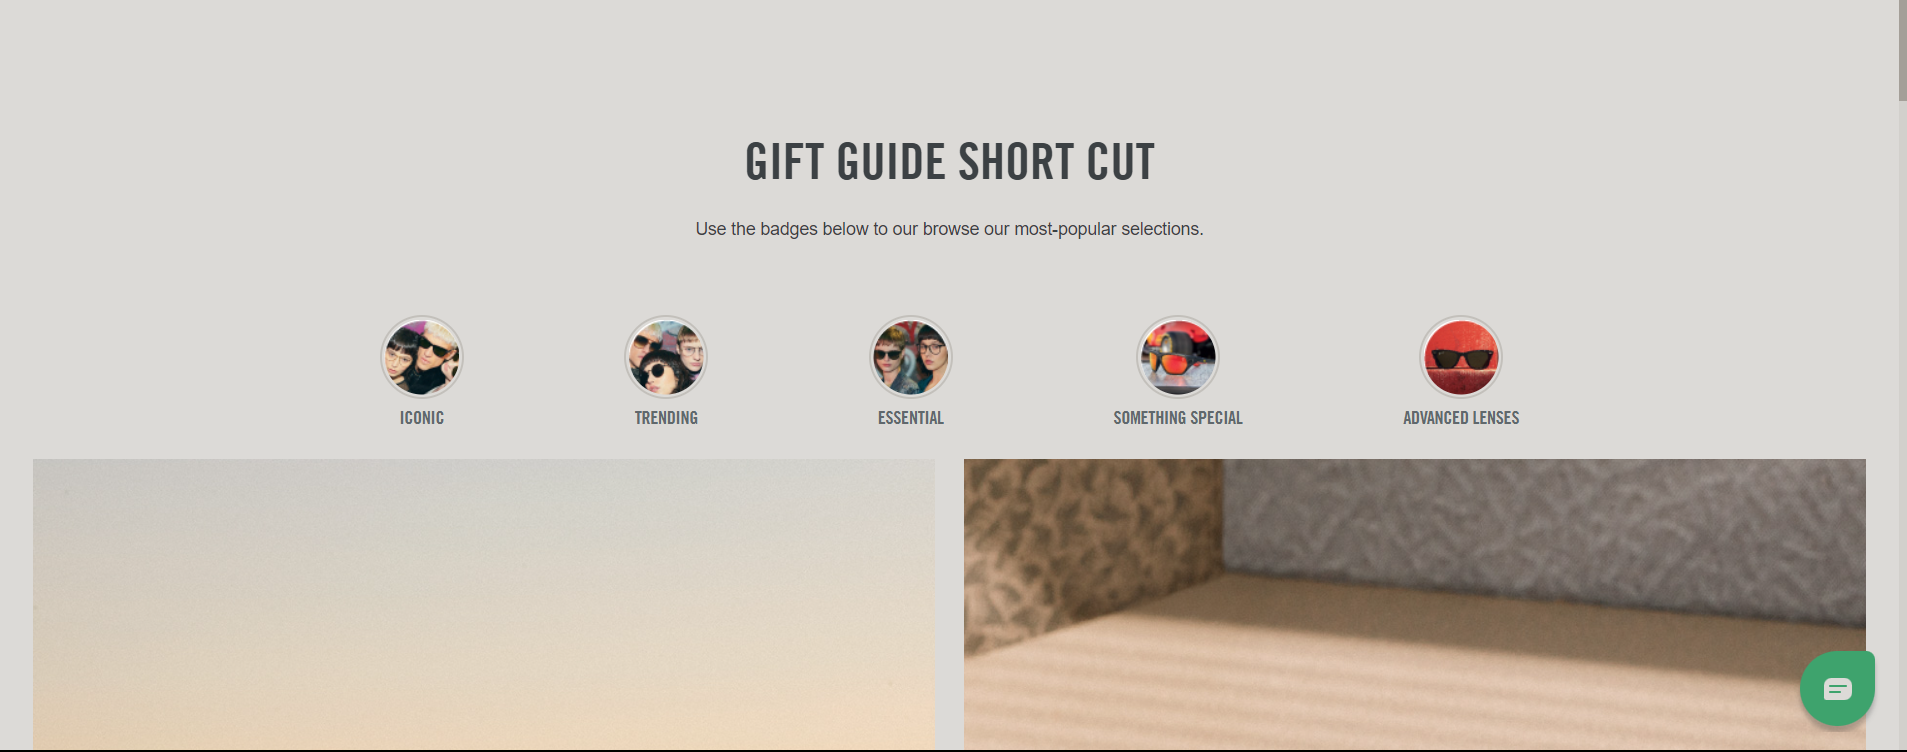 GIFT GUIDE SHORT CUT
Use the badges below to our browse our most-popular selections.
ICONIC
TRENDING
ESSENTIAL
SOMETHING SPECIAL
ADVANCED LENSES